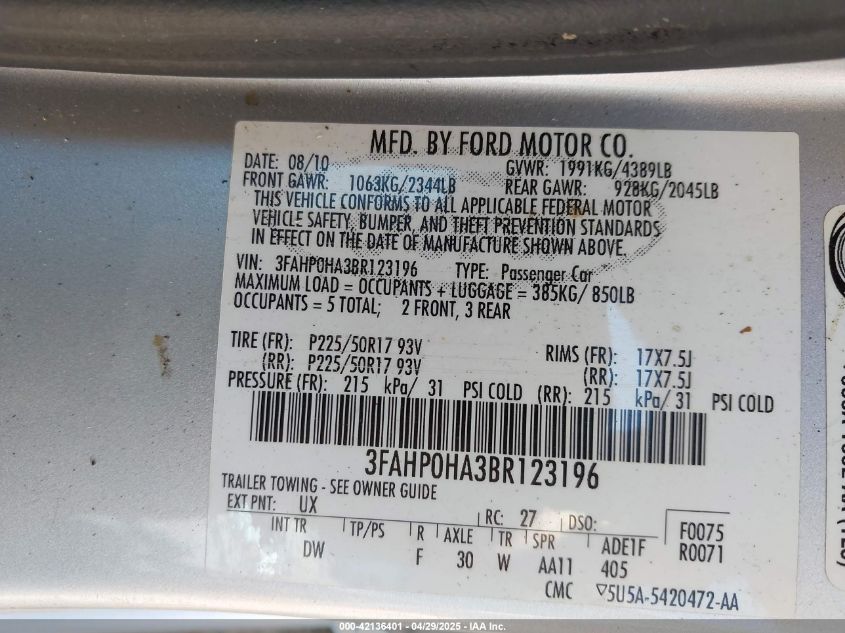 MFD. BY FORD MOTOR CO.
DATE: 08/10 GVWR: 1991KG/4389LB
FRONT GAWR: 1063KG/2344LB REAR GAWR: 928KG/2045LB
THIS VEHICLE CONFORMS TO ALL APPLICABLE FEDERAL MOTOR
VEHICLE SAFETY, BUMPER, AND THEFT PREVENTION STANDARDS
IN EFFECT ON THE DATE OF MANUFACTURE SHOWN ABOVE.
VIN: 3FAHP0HA3BR123196 TYPE: Passenger Car
MAXIMUM LOAD = OCCUPANTS + LUGGAGE = 385KG/ 850LB
OCCUPANTS = 5 TOTAL; 2 FRONT, 3 REAR
TIRE (FR): P225/50R17 93V RIMS (FR): 17X7.5J
(RR): P225/50R17 93V (RR): 17X7.5J
PRESSURE (FR): 215 kPa/ 31 PSI COLD (RR): 215 kPa/ 31 PSI COLD
3FAHP0HA3BR123196
TRAILER TOWING - SEE OWNER GUIDE
EXT PNT: UX RC: 27 DSO: F0075
INT TR TP/PS R AXLE TR SPR ADE1F R0071
DW F 30 W AA11 405
CMC ▽5U5A-5420472-AA
000-42136401 - 04/29/2025 - IAA Inc.